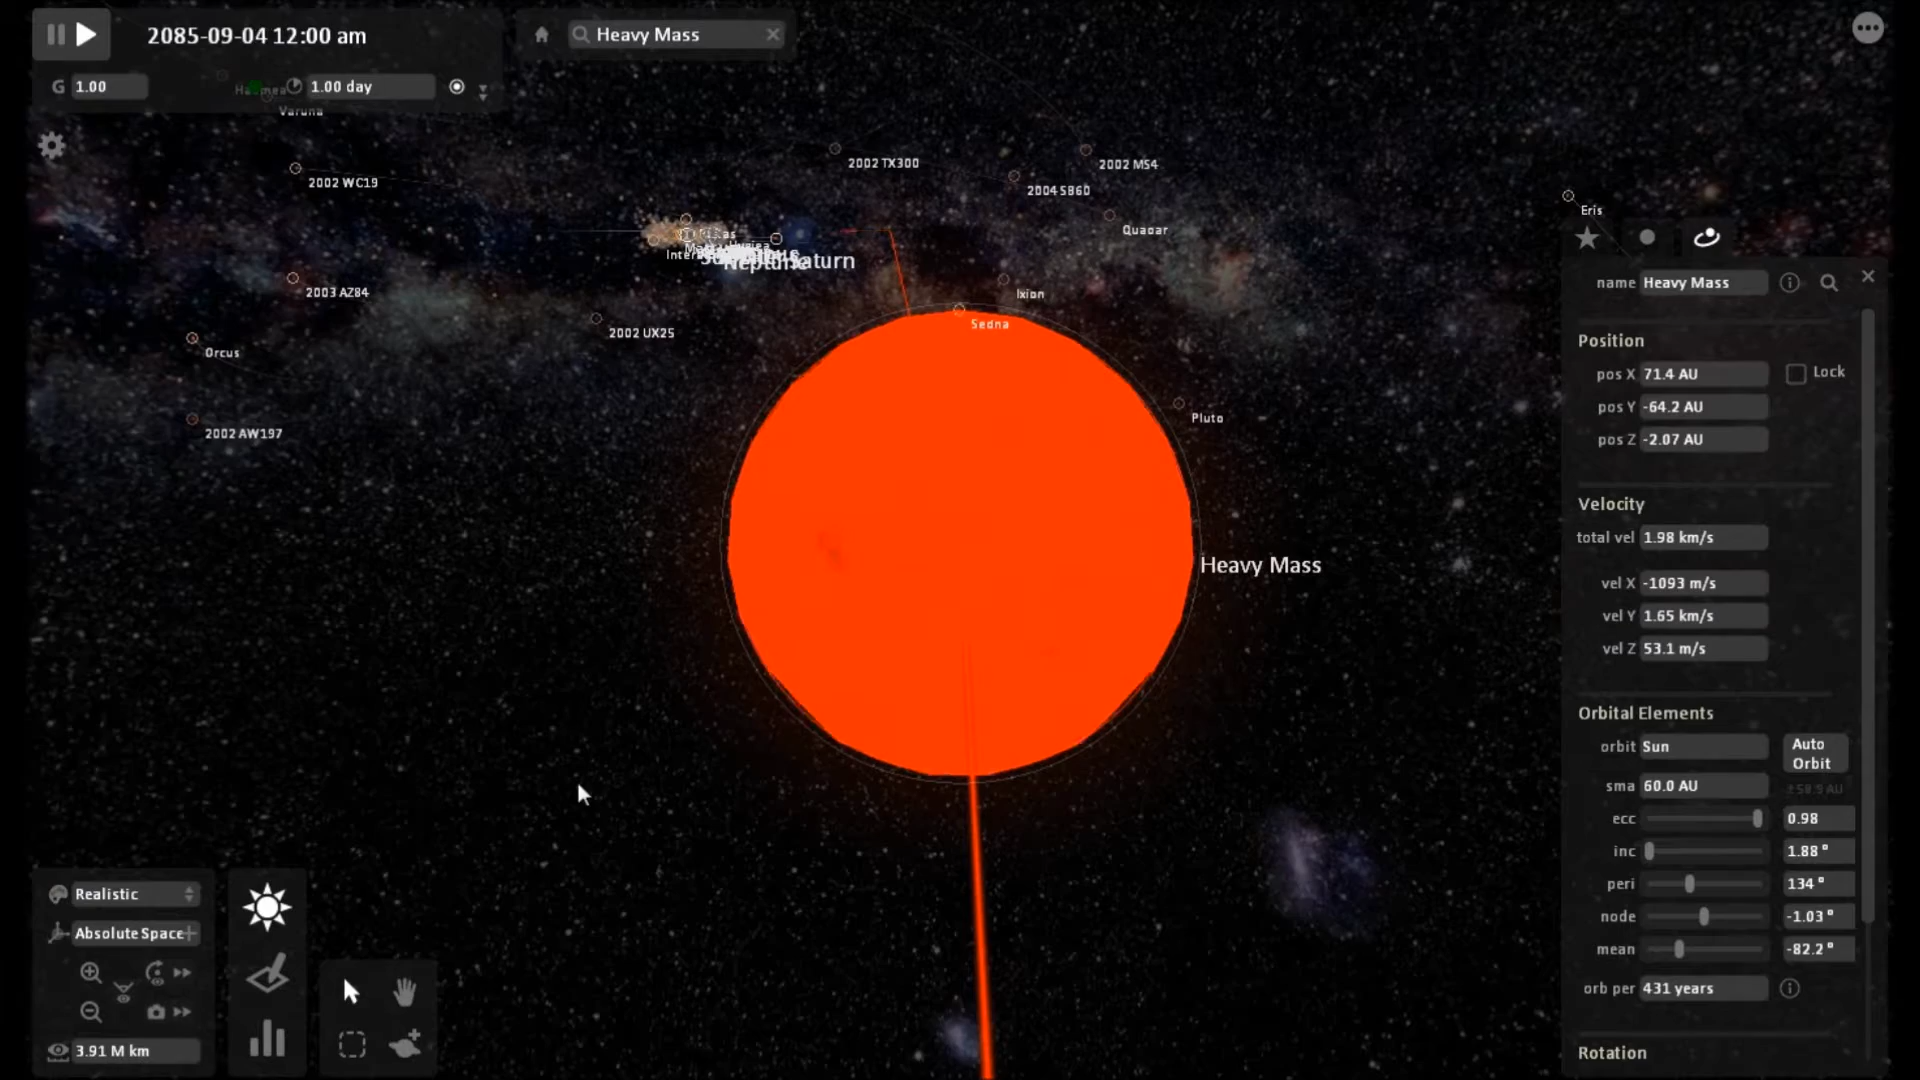 2085-09-04 12:00 am
Heavy Mass
G 1.00
1.00 day
Varuna
2002 TX300
2002 MS4
2002 WC19
2004 SB60
Eris
Quaoar
Neptune
Saturn
2003 AZ84
Ixion
Sedna
2002 UX25
Orcus
Pluto
2002 AW197
Heavy Mass
name Heavy Mass
Position
pos X 71.4 AU
Lock
pos Y -64.2 AU
pos Z -2.07 AU
Velocity
total vel 1.98 km/s
vel X -1093 m/s
vel Y 1.65 km/s
vel Z 53.1 m/s
Orbital Elements
orbit Sun
Auto
Orbit
sma 60.0 AU
ecc 0.98
inc 1.88 °
peri 134 °
node -1.03 °
mean -82.2 °
orb per 431 years
Rotation
Realistic
Absolute Space
3.91 M km